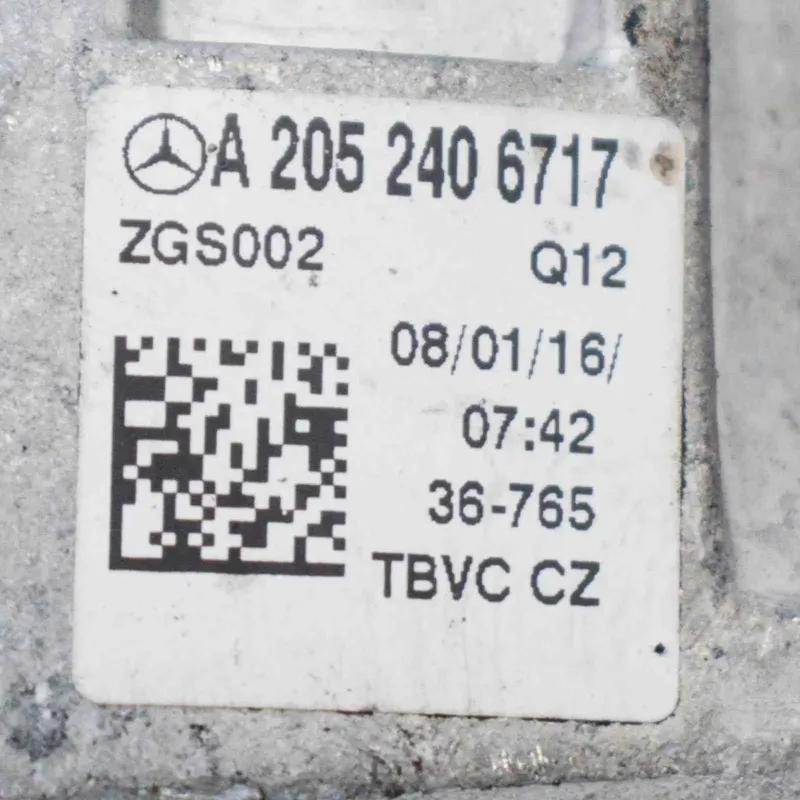 A 205 240 6717
ZGS002
Q12
08/01/16/
07:42
36-765
TBVC CZ